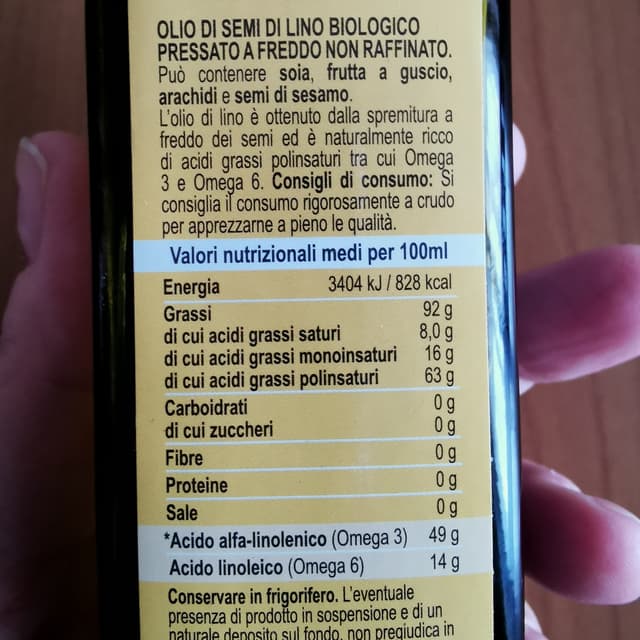 OLIO DI SEMI DI LINO BIOLOGICO
PRESSATO A FREDDO NON RAFFINATO.
Può contenere soia, frutta a guscio,
arachidi e semi di sesamo.
L'olio di lino è ottenuto dalla spremitura a
freddo dei semi ed è naturalmente ricco
di acidi grassi polinsaturi tra cui Omega
3 e Omega 6. Consigli di consumo: Si
consiglia il consumo rigorosamente a crudo
per apprezzarne a pieno le qualità.
Valori nutrizionali medi per 100ml
Energia 3404 kJ / 828 kcal
Grassi 92 g
di cui acidi grassi saturi 8,0 g
di cui acidi grassi monoinsaturi 16 g
di cui acidi grassi polinsaturi 63 g
Carboidrati 0 g
di cui zuccheri 0 g
Fibre 0 g
Proteine 0 g
Sale 0 g
*Acido alfa-linolenico (Omega 3) 49 g
Acido linoleico (Omega 6) 14 g
Conservare in frigorifero. L'eventuale
presenza di prodotto in sospensione e di un
naturale deposito sul fondo, non pregiudica in